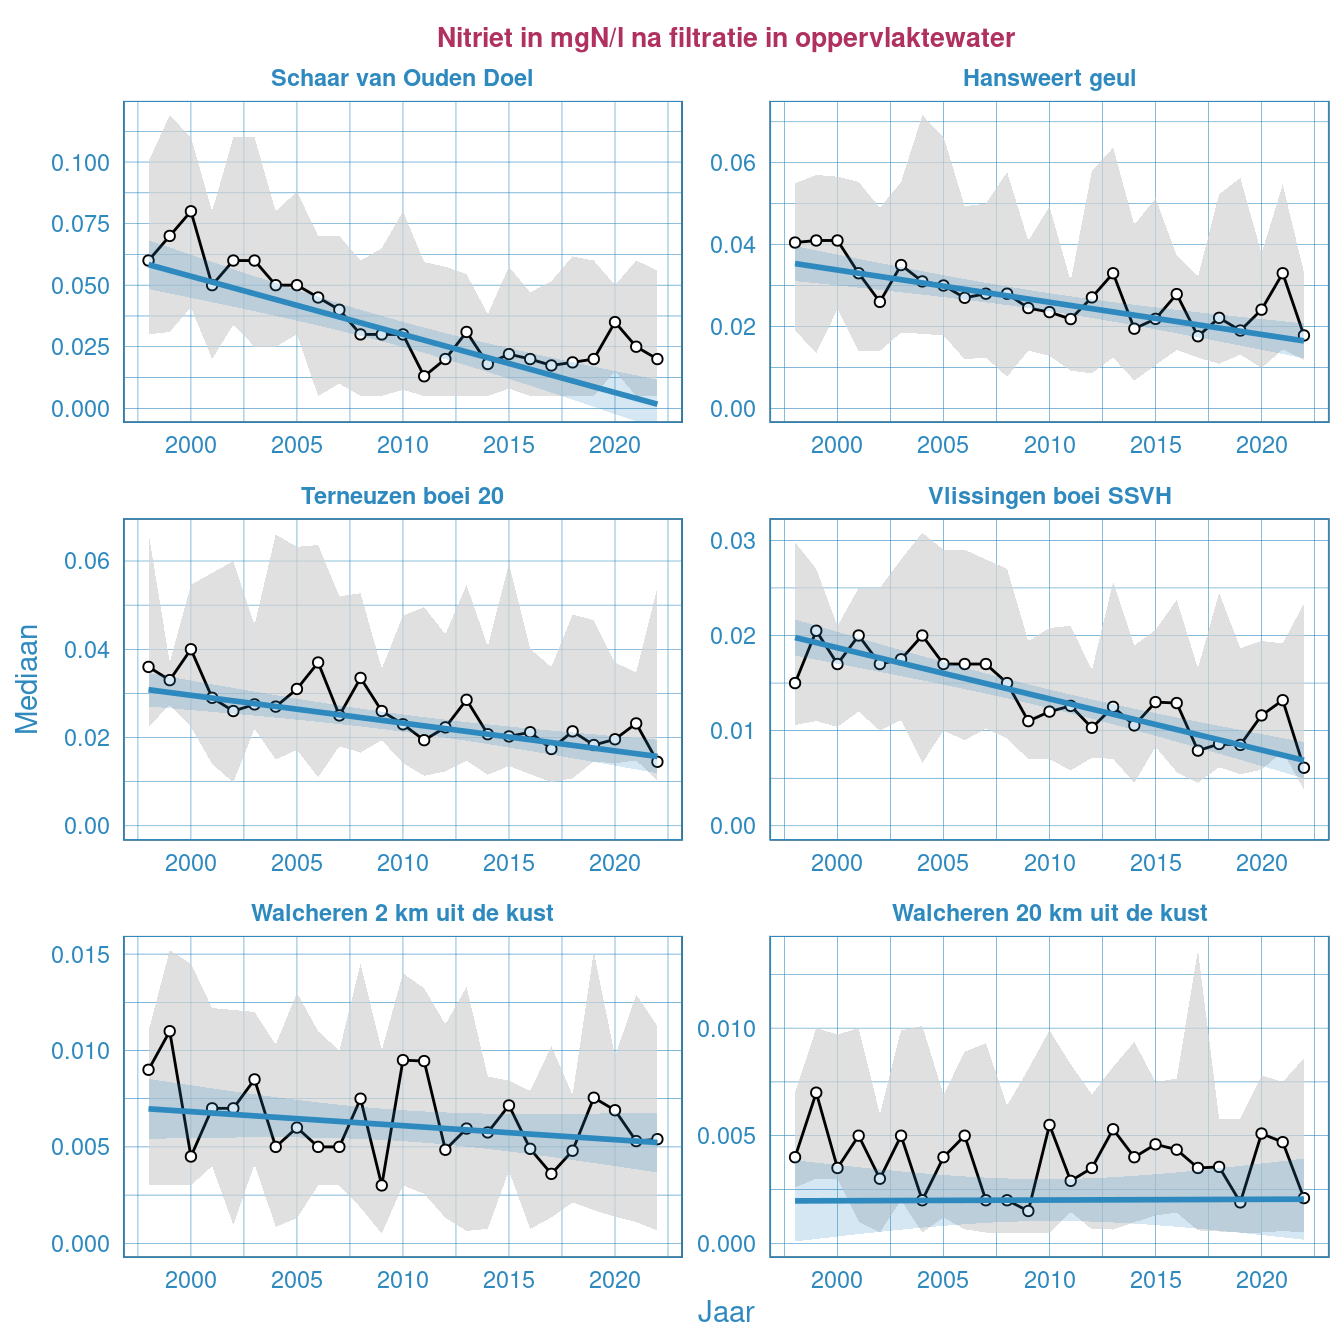 Nitriet in mgN/l na filtratie in oppervlaktewater
Schaar van Ouden Doel
0.100
0.075
0.050
0.025
0.000
2000 2005 2010 2015 2020
Hansweert geul
0.06
0.04
0.02
0.00
2000 2005 2010 2015 2020
Mediaan
Terneuzen boei 20
0.06
0.04
0.02
0.00
2000 2005 2010 2015 2020
Vlissingen boei SSVH
0.03
0.02
0.01
0.00
2000 2005 2010 2015 2020
Walcheren 2 km uit de kust
0.015
0.010
0.005
0.000
2000 2005 2010 2015 2020
Walcheren 20 km uit de kust
0.010
0.005
0.000
2000 2005 2010 2015 2020
Jaar